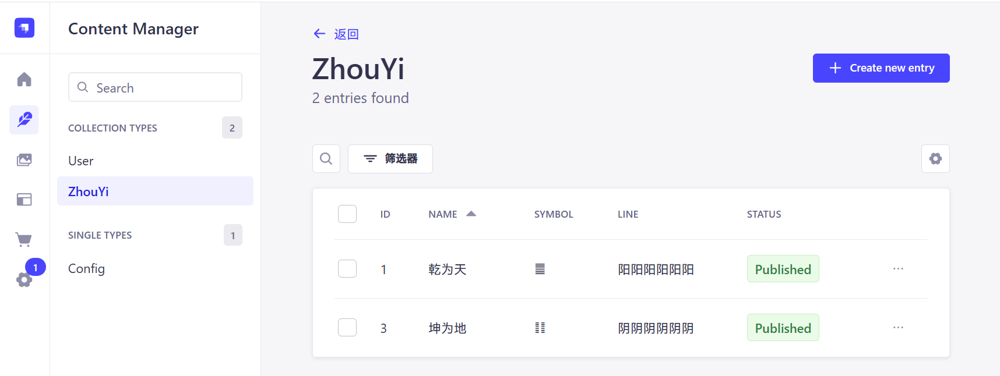 Content Manager
Search
COLLECTION TYPES 2
User
ZhouYi
SINGLE TYPES 1
Config
1
← 返回
ZhouYi
2 entries found
+ Create new entry
筛选器
ID NAME SYMBOL LINE STATUS
1 乾为天 ䷀ 阳阳阳阳阳阳 Published ...
3 坤为地 ䷁ 阴阴阴阴阴阴 Published ...